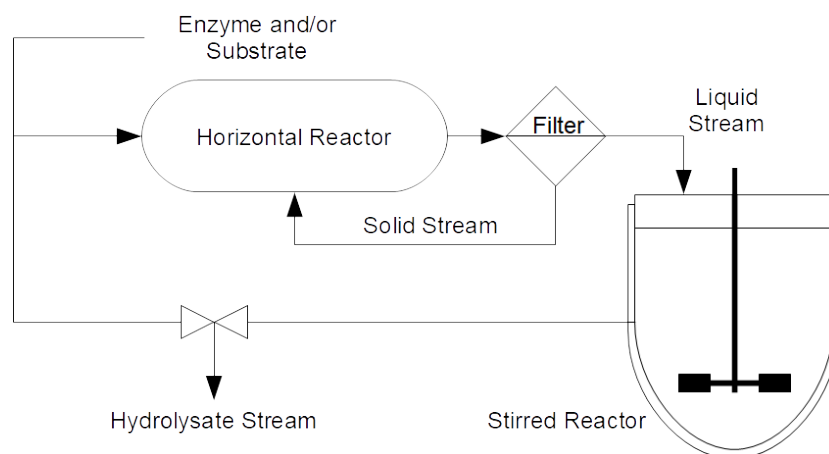 Enzyme and/or
Substrate
Horizontal Reactor
Filter
Liquid
Stream
Solid Stream
Hydrolysate Stream
Stirred Reactor